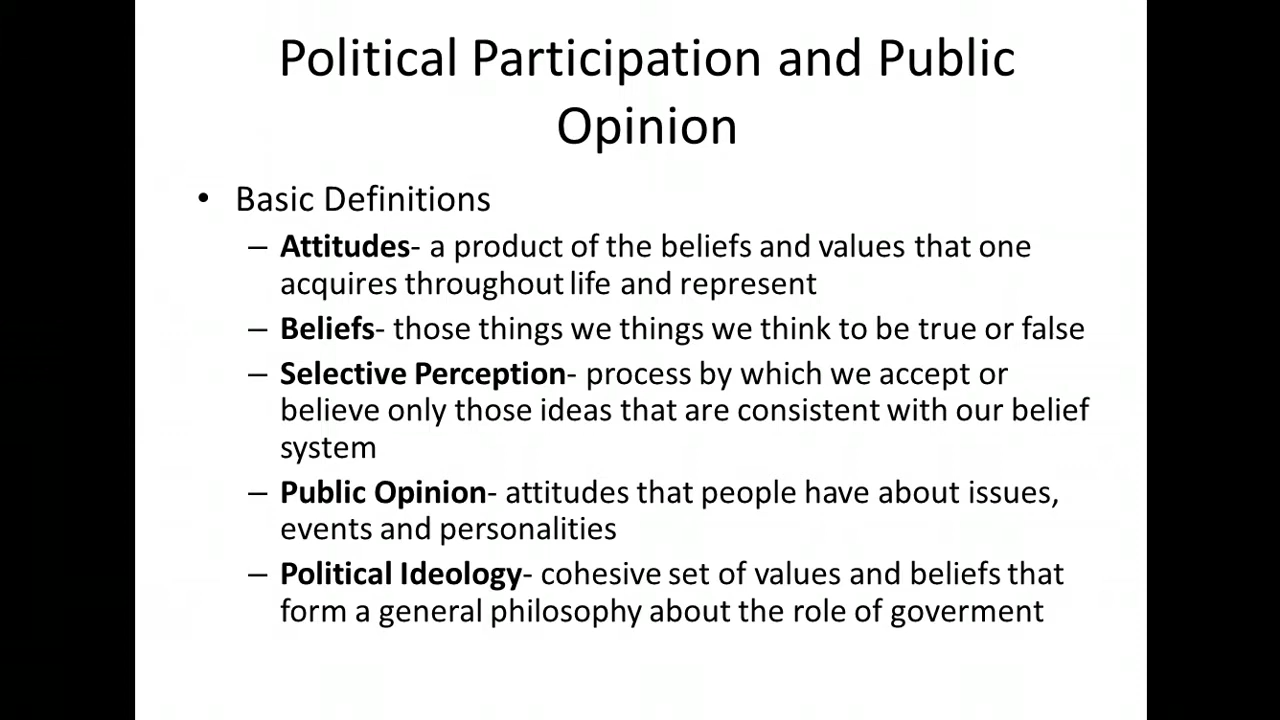 Political Participation and Public
Opinion
• Basic Definitions
– Attitudes- a product of the beliefs and values that one
acquires throughout life and represent
– Beliefs- those things we things we think to be true or false
– Selective Perception- process by which we accept or
believe only those ideas that are consistent with our belief
system
– Public Opinion- attitudes that people have about issues,
events and personalities
– Political Ideology- cohesive set of values and beliefs that
form a general philosophy about the role of goverment